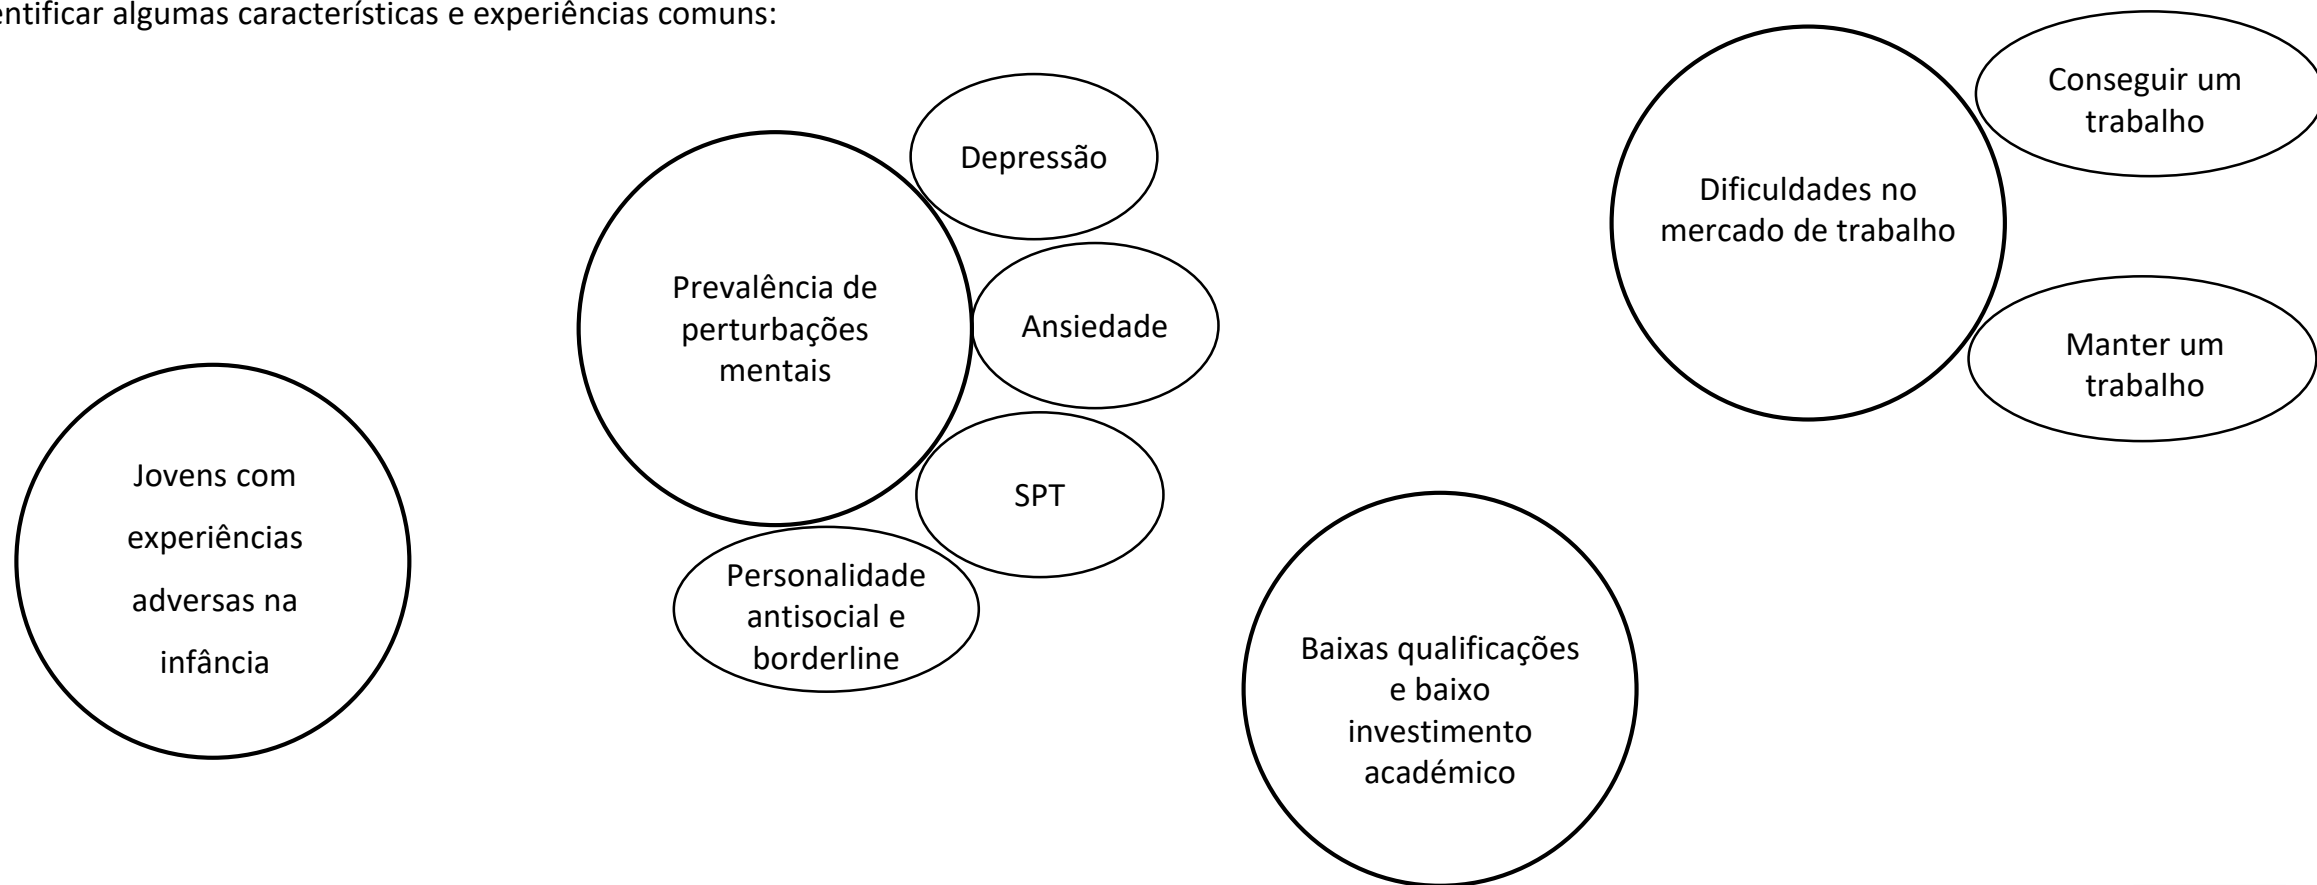 entificar algumas características e experiências comuns:
Jovens com
experiências
adversas na
infância
Prevalência de
perturbações
mentais
Depressão
Ansiedade
SPT
Personalidade
antisocial e
borderline
Baixas qualificações
e baixo
investimento
académico
Dificuldades no
mercado de trabalho
Conseguir um
trabalho
Manter um
trabalho